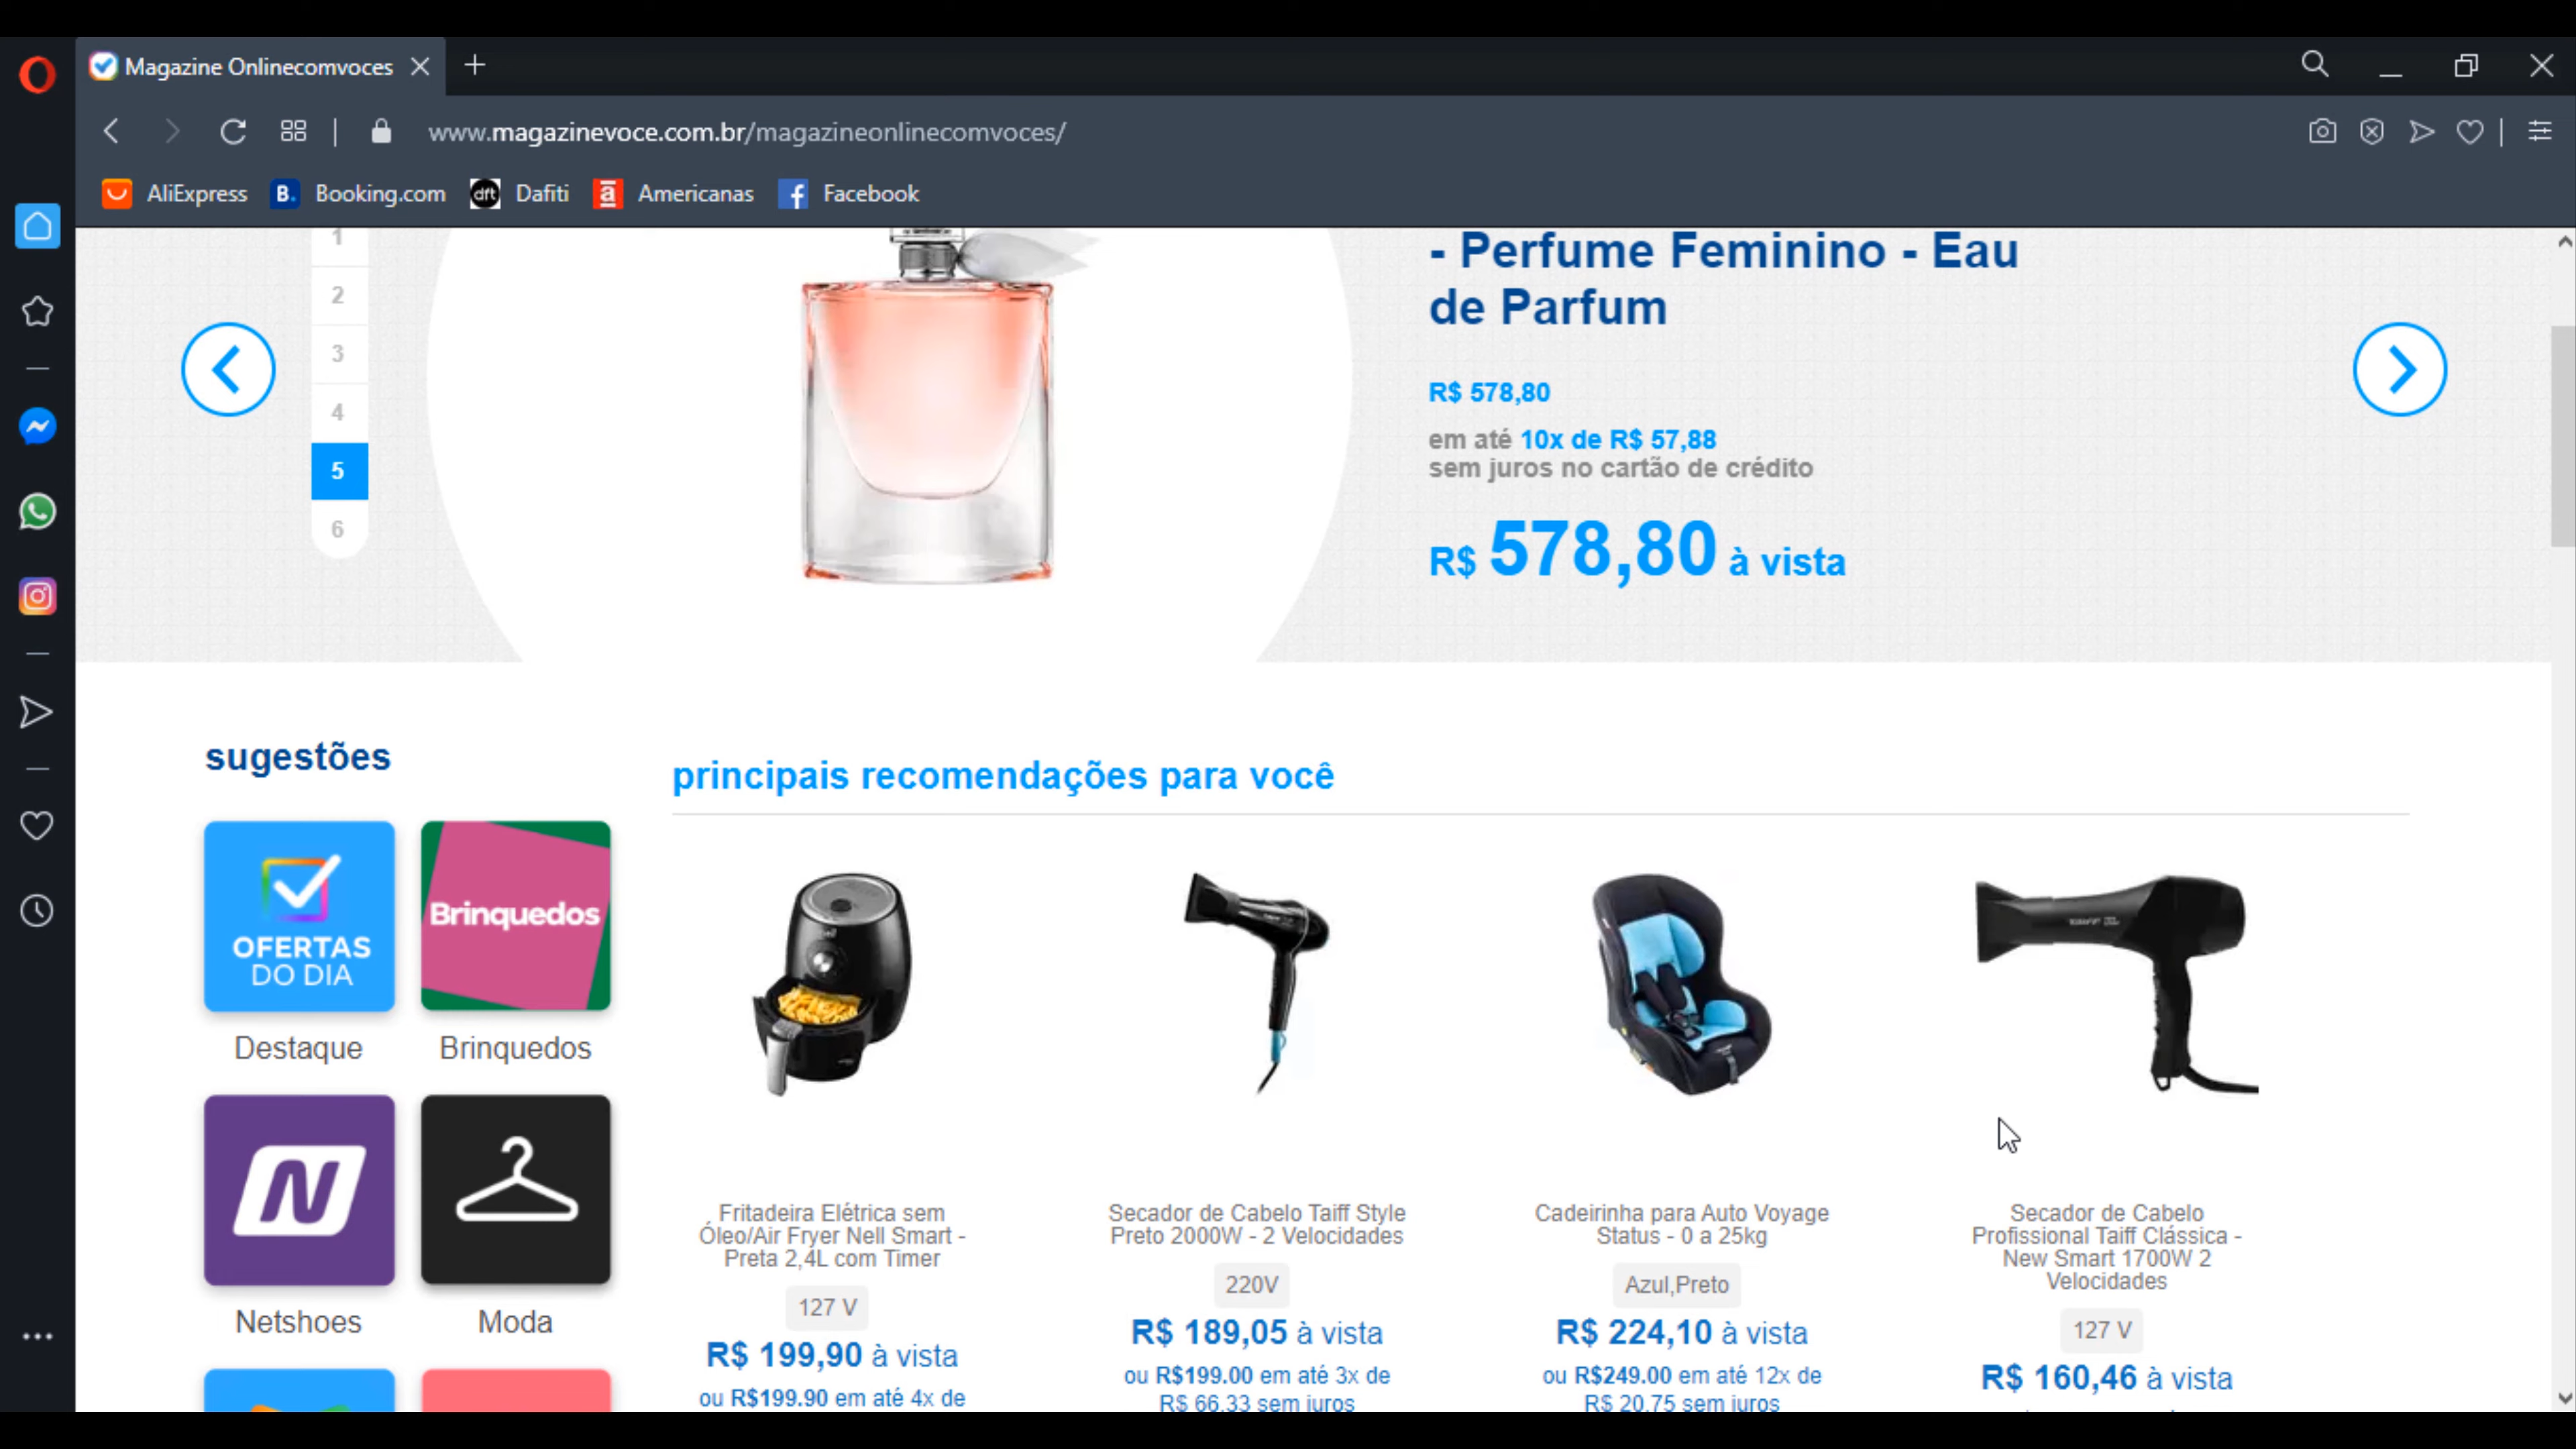 Magazine Onlinecomvoces
www.magazinevoce.com.br/magazineonlinecomvoces/
AliExpress
B. Booking.com
dft Dafiti
a Americanas
f Facebook
1
2
3
4
5
6
- Perfume Feminino - Eau
de Parfum
R$ 578,80
em até 10x de R$ 57,88
sem juros no cartão de crédito
R$ 578,80 à vista
sugestões
OFERTAS
DO DIA
Destaque
Brinquedos
Brinquedos
N
Netshoes
Moda
principais recomendações para você
Fritadeira Elétrica sem
Óleo/Air Fryer Nell Smart -
Preta 2,4L com Timer
127 V
R$ 199,90 à vista
ou R$199.90 em até 4x de
Secador de Cabelo Taiff Style
Preto 2000W - 2 Velocidades
220V
R$ 189,05 à vista
ou R$199.00 em até 3x de
R$ 66,33 sem juros
Cadeirinha para Auto Voyage
Status - 0 a 25kg
Azul,Preto
R$ 224,10 à vista
ou R$249.00 em até 12x de
R$ 20,75 sem juros
Secador de Cabelo
Profissional Taiff Clássica -
New Smart 1700W 2
Velocidades
127 V
R$ 160,46 à vista